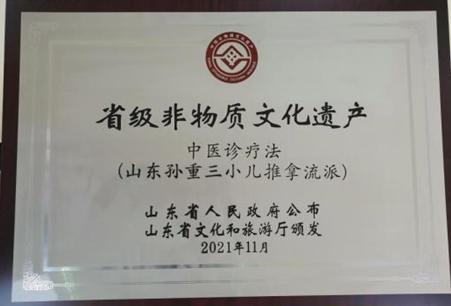 省级非物质文化遗产
中医诊疗法
(山东孙重三小儿推拿流派)
山东省人民政府公布
山东省文化和旅游厅颁发
2021年11月